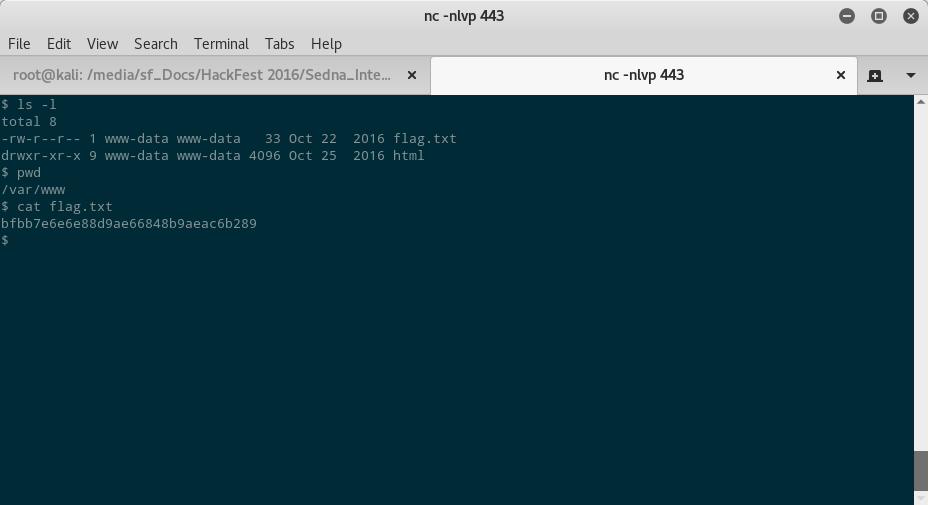 nc -nlvp 443
File Edit View Search Terminal Tabs Help
root@kali: /media/sf_Docs/HackFest 2016/Sedna_Inte... nc -nlvp 443
$ ls -l
total 8
-rw-r--r-- 1 www-data www-data   33 Oct 22  2016 flag.txt
drwxr-xr-x 9 www-data www-data 4096 Oct 25  2016 html
$ pwd
/var/www
$ cat flag.txt
bfbb7e6e6e88d9ae66848b9aeac6b289
$